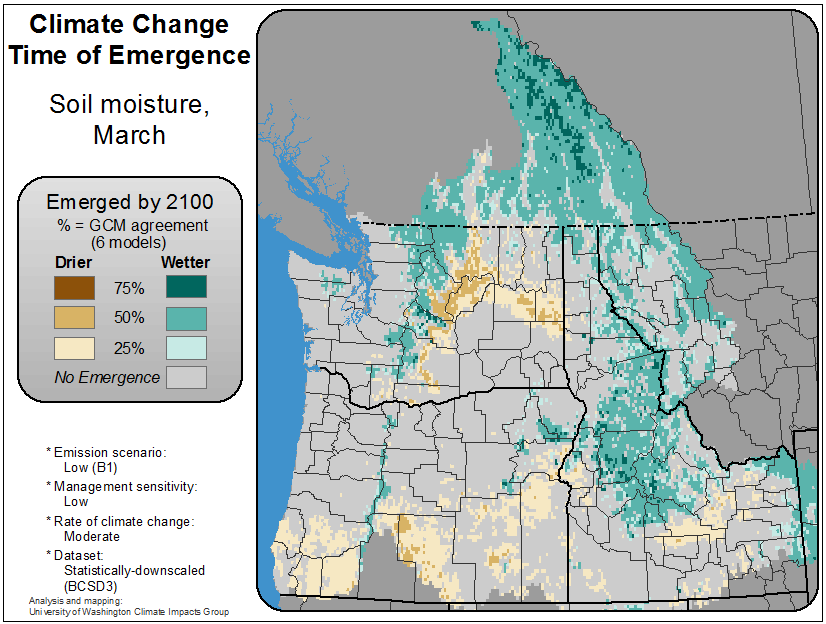 Climate Change
Time of Emergence
Soil moisture,
March
Emerged by 2100
% = GCM agreement
(6 models)
Drier Wetter
75%
50%
25%
No Emergence
* Emission scenario:
Low (B1)
* Management sensitivity:
Low
* Rate of climate change:
Moderate
* Dataset:
Statistically-downscaled
(BCSD3)
Analysis and mapping:
University of Washington Climate Impacts Group